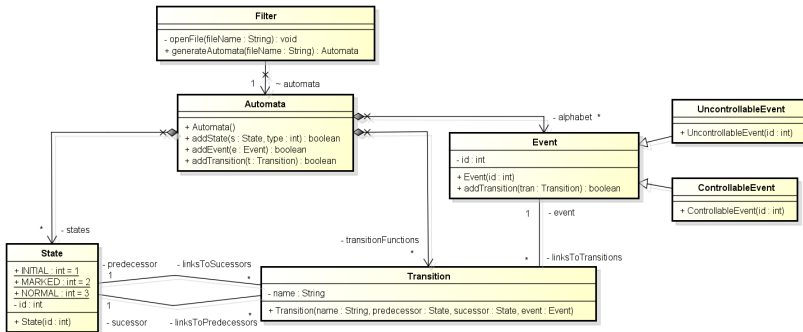 Filter
- openFile(fileName : String) : void
+ generateAutomata(fileName : String) : Automata
1
~ automata
Automata
+ Automata()
+ addState(s : State, type : int) : boolean
+ addEvent(e : Event) : boolean
+ addTransition(t : Transition) : boolean
- alphabet
*
UncontrollableEvent
+ UncontrollableEvent(id : int)
Event
- id : int
+ Event(id : int)
+ addTransition(tran : Transition) : boolean
ControllableEvent
+ ControllableEvent(id : int)
*
- states
- transitionFunctions
*
1
- event
*
- linksToTransitions
State
+ INITIAL : int = 1
+ MARKED : int = 2
+ NORMAL : int = 3
- id : int
+ State(id : int)
- predecessor
1
- linksToSucessors
*
1
- sucessor
- linksToPredecessors
*
Transition
- name : String
+ Transition(name : String, predecessor : State, sucessor : State, event : Event)